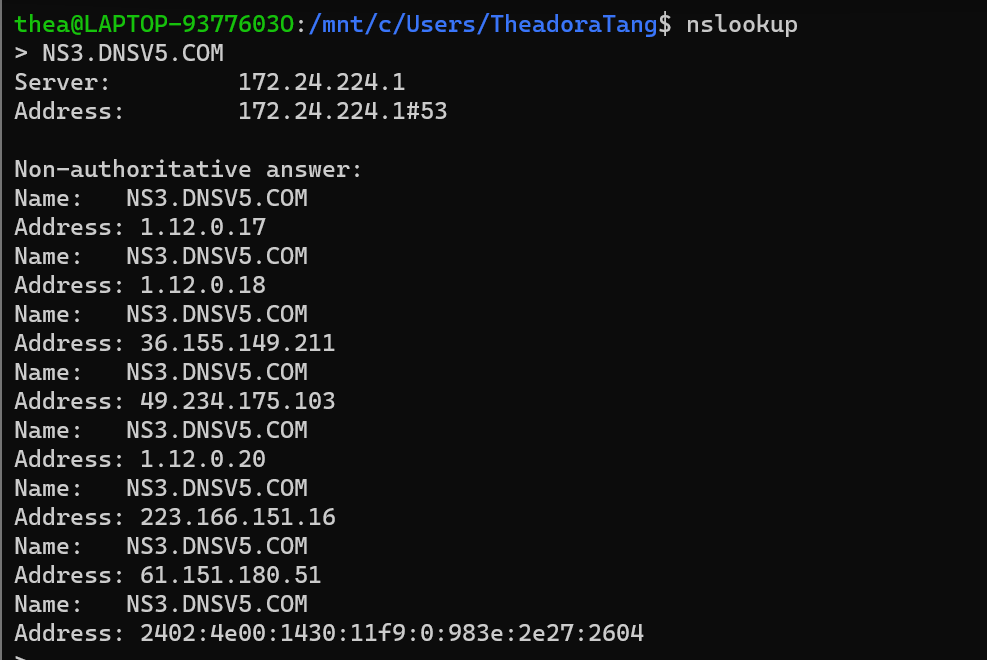 thea@LAPTOP-9377603O:/mnt/c/Users/TheadoraTang$ nslookup
> NS3.DNSV5.COM
Server:         172.24.224.1
Address:        172.24.224.1#53

Non-authoritative answer:
Name:   NS3.DNSV5.COM
Address: 1.12.0.17
Name:   NS3.DNSV5.COM
Address: 1.12.0.18
Name:   NS3.DNSV5.COM
Address: 36.155.149.211
Name:   NS3.DNSV5.COM
Address: 49.234.175.103
Name:   NS3.DNSV5.COM
Address: 1.12.0.20
Name:   NS3.DNSV5.COM
Address: 223.166.151.16
Name:   NS3.DNSV5.COM
Address: 61.151.180.51
Name:   NS3.DNSV5.COM
Address: 2402:4e00:1430:11f9:0:983e:2e27:2604
>